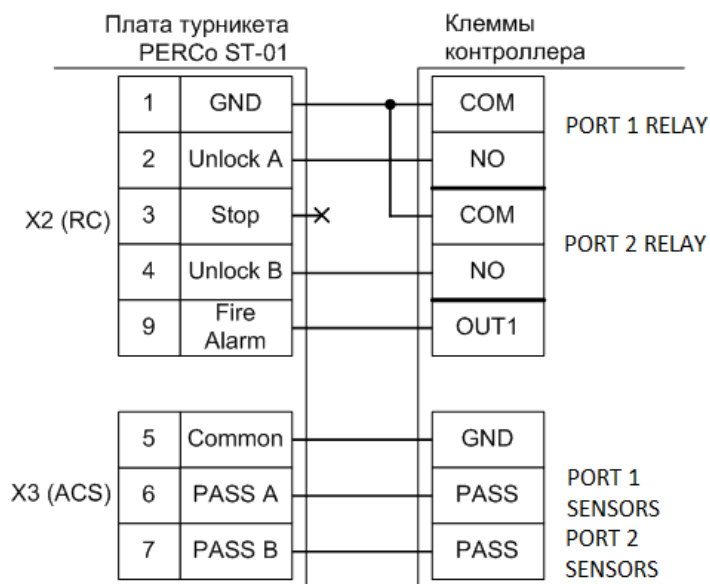 Плата турникета
PERCo ST-01
Клеммы
контроллера
X2 (RC)
1 GND COM
2 Unlock A NO
PORT 1 RELAY
3 Stop COM
4 Unlock B NO
PORT 2 RELAY
9 Fire
Alarm OUT1
X3 (ACS)
5 Common GND
6 PASS A PASS
PORT 1
SENSORS
7 PASS B PASS
PORT 2
SENSORS